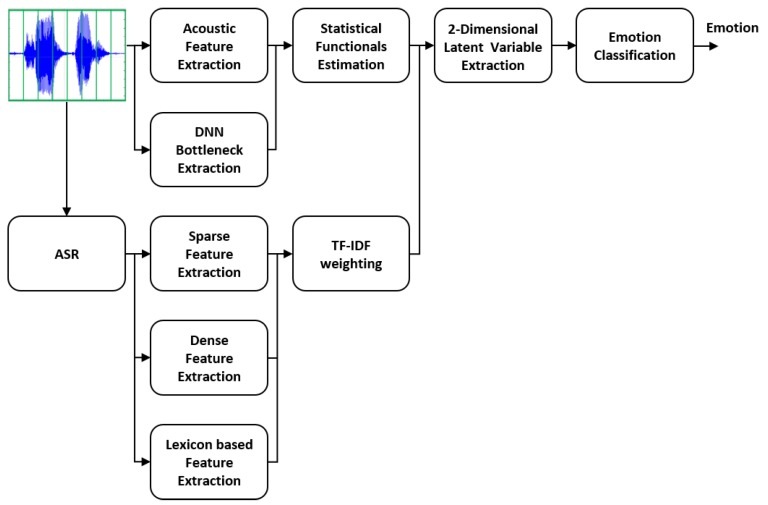 Acoustic
Feature
Extraction
Statistical
Functionals
Estimation
2-Dimensional
Latent Variable
Extraction
Emotion
Classification
Emotion
DNN
Bottleneck
Extraction
ASR
Sparse
Feature
Extraction
TF-IDF
weighting
Dense
Feature
Extraction
Lexicon based
Feature
Extraction